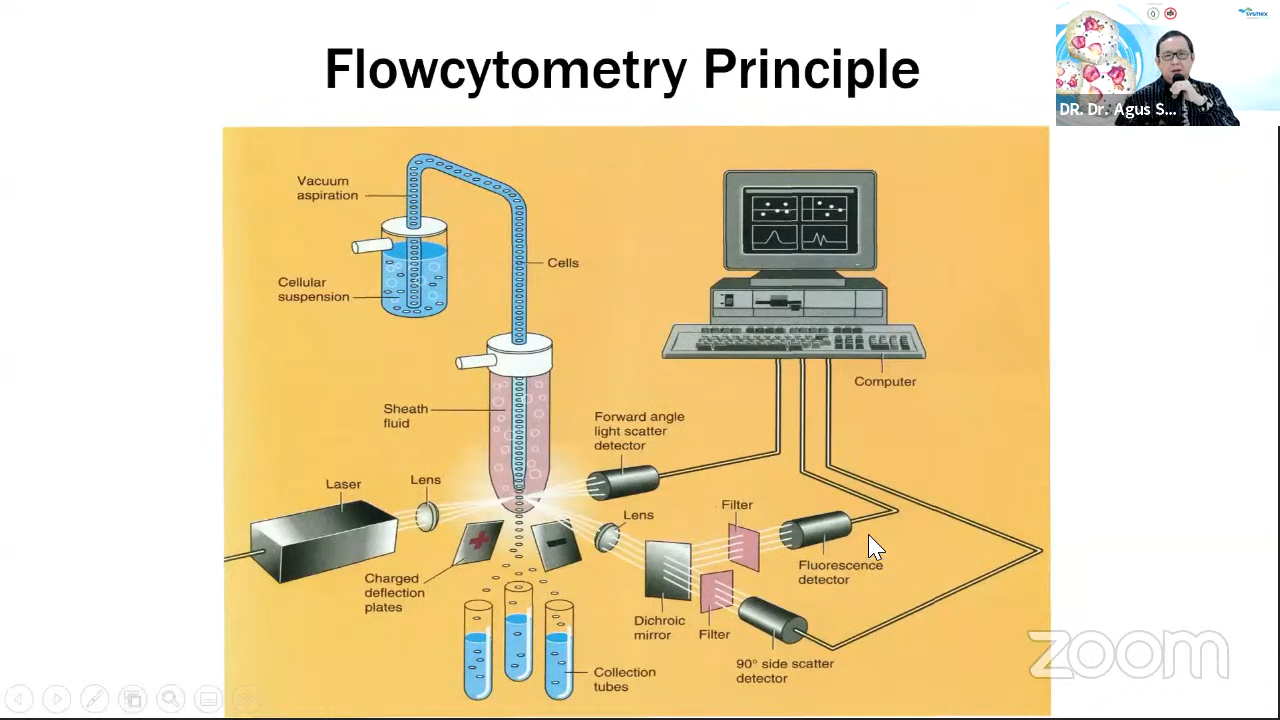 Flowcytometry Principle
sysmex
DR. Dr. Agus S...
Vacuum
aspiration
Cellular
suspension
Cells
Computer
Sheath
fluid
Forward angle
light scatter
detector
Laser
Lens
Lens
Filter
Fluorescence
detector
Charged
deflection
plates
Dichroic
mirror
Filter
90° side scatter
detector
Collection
tubes
zoom